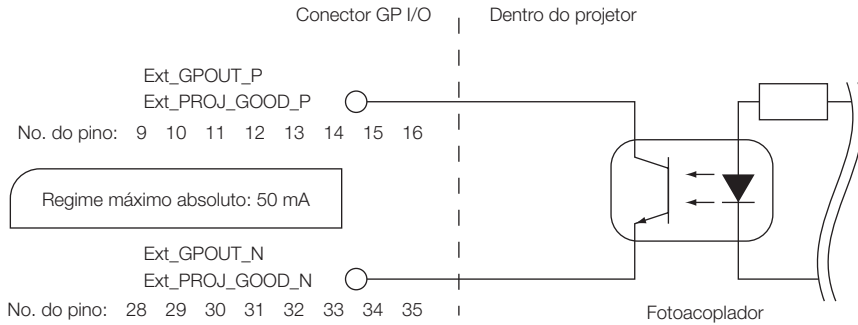 Conector GP I/O
Dentro do projetor
Ext_GPOUT_P
Ext_PROJ_GOOD_P
No. do pino: 9 10 11 12 13 14 15 16
Regime máximo absoluto: 50 mA
Ext_GPOUT_N
Ext_PROJ_GOOD_N
No. do pino: 28 29 30 31 32 33 34 35
Fotoacoplador